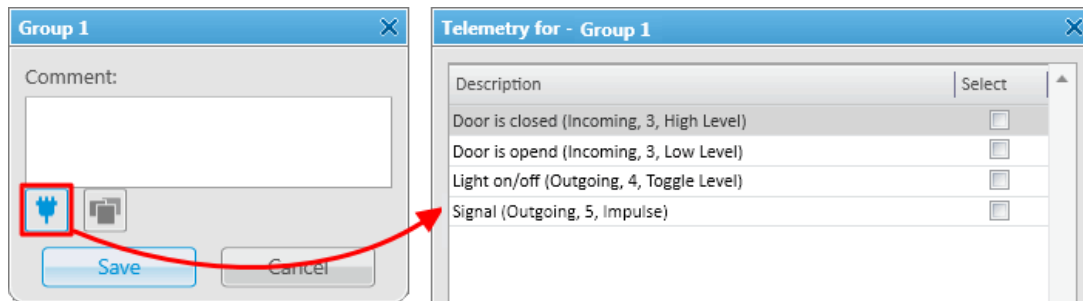 Group 1
Comment:
Save
Cancel
Telemetry for - Group 1
Description Select
Door is closed (Incoming, 3, High Level)
Door is opend (Incoming, 3, Low Level)
Light on/off (Outgoing, 4, Toggle Level)
Signal (Outgoing, 5, Impulse)